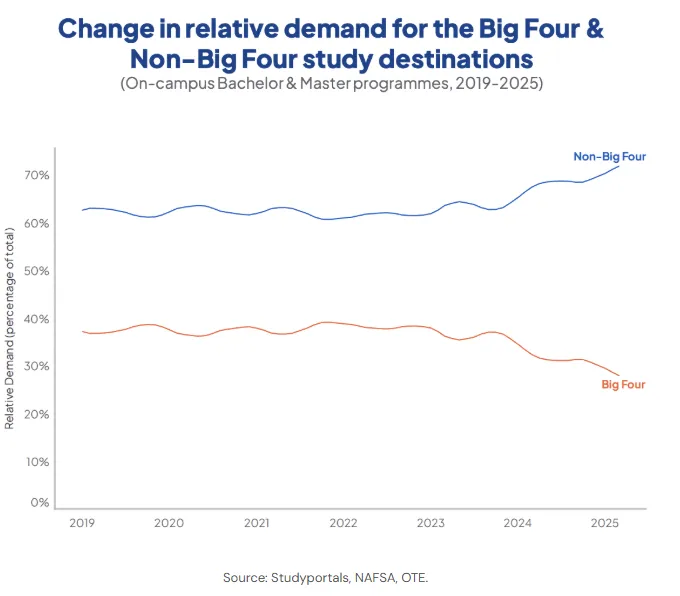 Change in relative demand for the Big Four &
Non-Big Four study destinations
(On-campus Bachelor & Master programmes, 2019-2025)
Non-Big Four
70%
60%
50%
40%
30%
20%
10%
0%
Relative Demand (percentage of total)
Big Four
2019 2020 2021 2022 2023 2024 2025
Source: Studyportals, NAFSA, OTE.